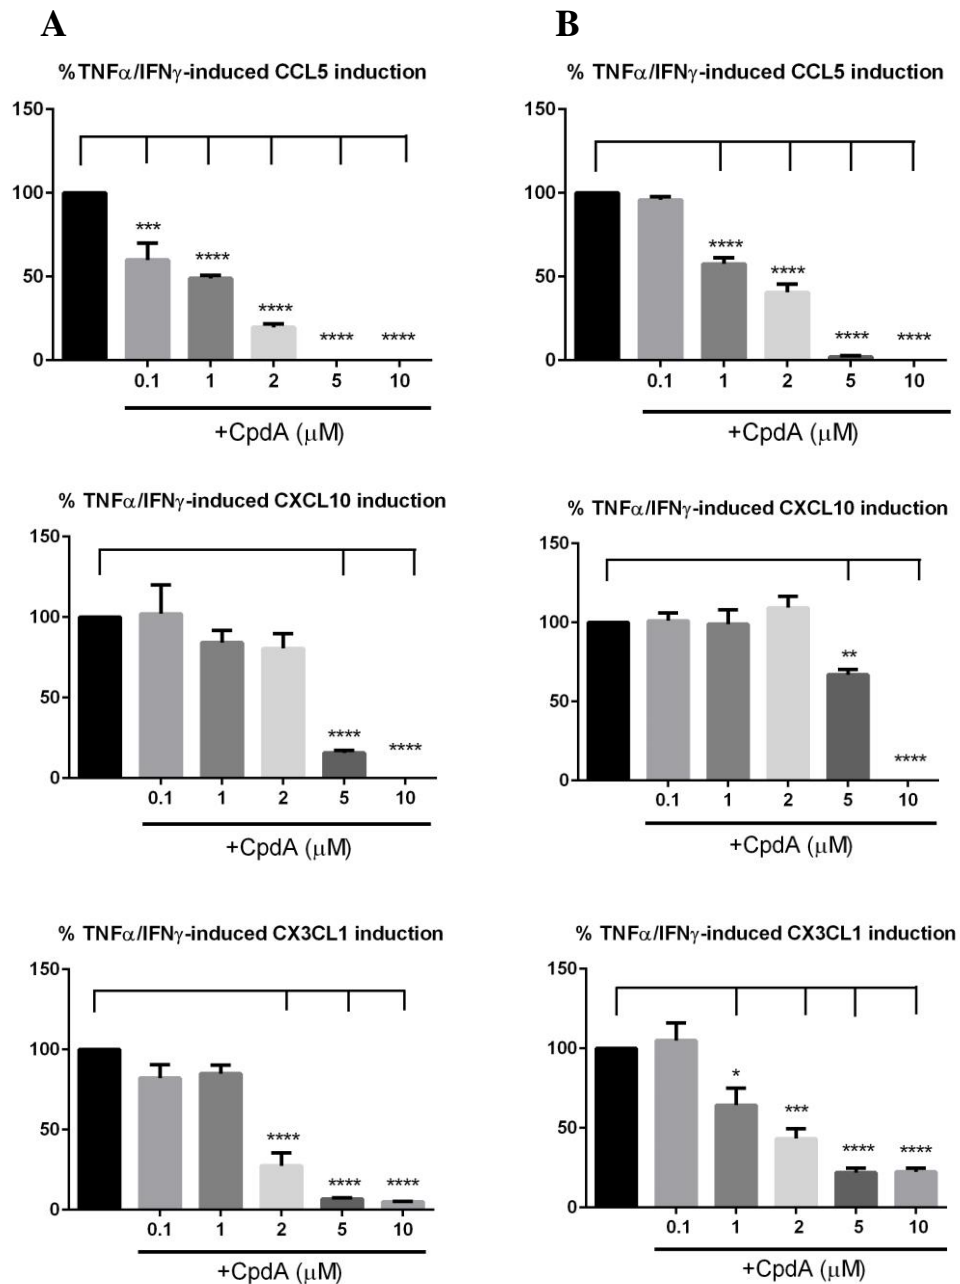 A
% TNFα/IFNγ-induced CCL5 induction
150
100
50
0
***
****
****
****
****
0.1 1 2 5 10
+CpdA (µM)
% TNFα/IFNγ-induced CXCL10 induction
150
100
50
0
****
****
0.1 1 2 5 10
+CpdA (µM)
% TNFα/IFNγ-induced CX3CL1 induction
150
100
50
0
****
****
****
0.1 1 2 5 10
+CpdA (µM)
B
% TNFα/IFNγ-induced CCL5 induction
150
100
50
0
****
****
****
****
0.1 1 2 5 10
+CpdA (µM)
% TNFα/IFNγ-induced CXCL10 induction
150
100
50
0
**
****
0.1 1 2 5 10
+CpdA (µM)
% TNFα/IFNγ-induced CX3CL1 induction
150
100
50
0
*
***
****
****
0.1 1 2 5 10
+CpdA (µM)